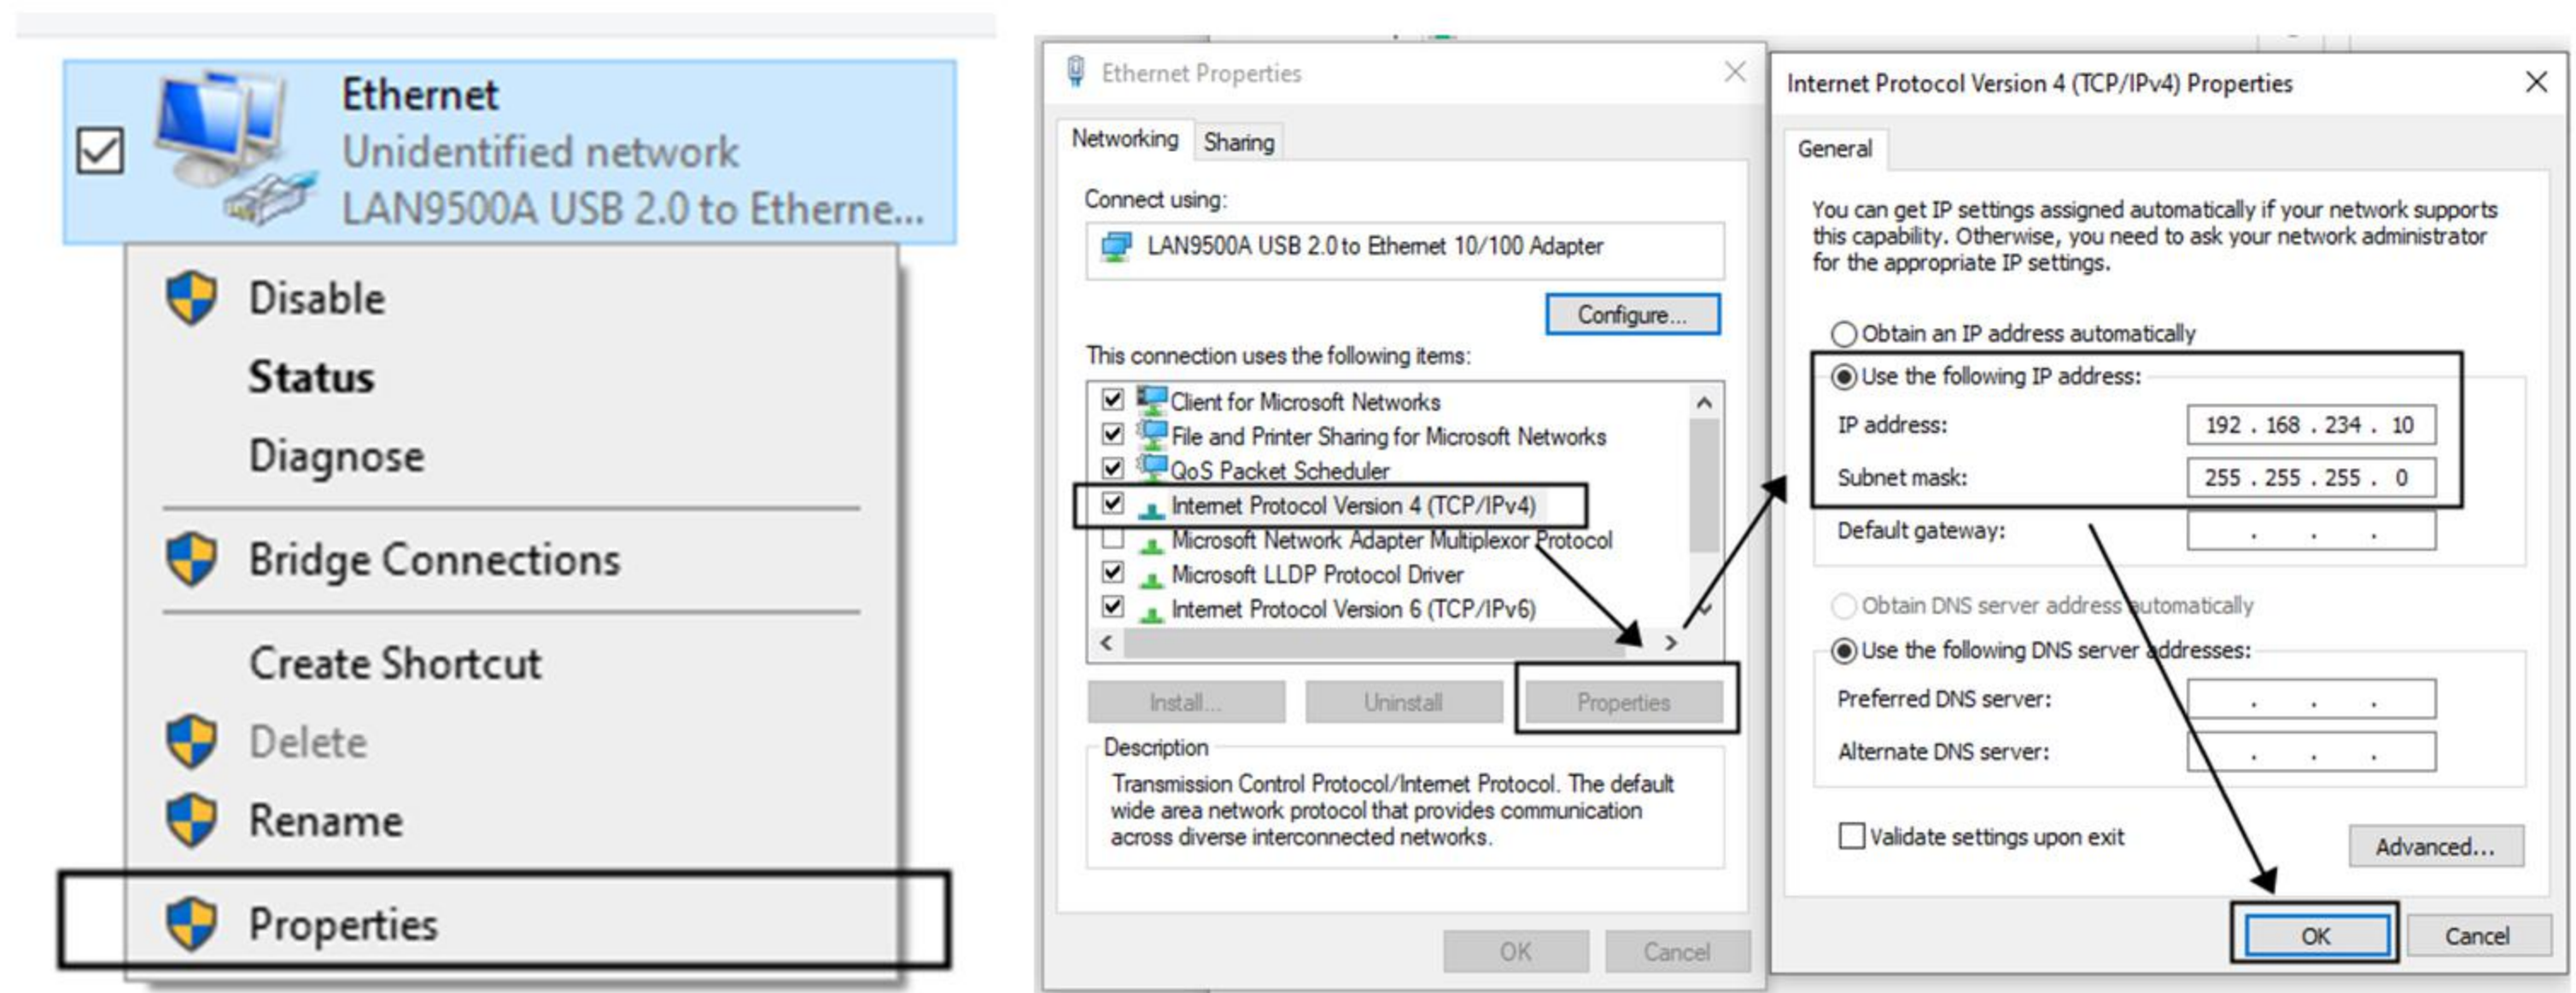 Ethernet
Unidentified network
LAN9500A USB 2.0 to Etherne...
Disable
Status
Diagnose
Bridge Connections
Create Shortcut
Delete
Rename
Properties
Ethernet Properties
Networking
Sharing
Connect using:
LAN9500A USB 2.0 to Ethernet 10/100 Adapter
Configure...
This connection uses the following items:
Client for Microsoft Networks
File and Printer Sharing for Microsoft Networks
QoS Packet Scheduler
Internet Protocol Version 4 (TCP/IPv4)
Microsoft Network Adapter Multiplexor Protocol
Microsoft LLDP Protocol Driver
Internet Protocol Version 6 (TCP/IPv6)
Install...
Uninstall
Properties
Description
Transmission Control Protocol/Internet Protocol. The default
wide area network protocol that provides communication
across diverse interconnected networks.
OK
Cancel
Internet Protocol Version 4 (TCP/IPv4) Properties
General
You can get IP settings assigned automatically if your network supports
this capability. Otherwise, you need to ask your network administrator
for the appropriate IP settings.
Obtain an IP address automatically
Use the following IP address:
IP address: 192 . 168 . 234 . 10
Subnet mask: 255 . 255 . 255 . 0
Default gateway: . . .
Obtain DNS server address automatically
Use the following DNS server addresses:
Preferred DNS server: . . .
Alternate DNS server: . . .
Validate settings upon exit
Advanced...
OK
Cancel